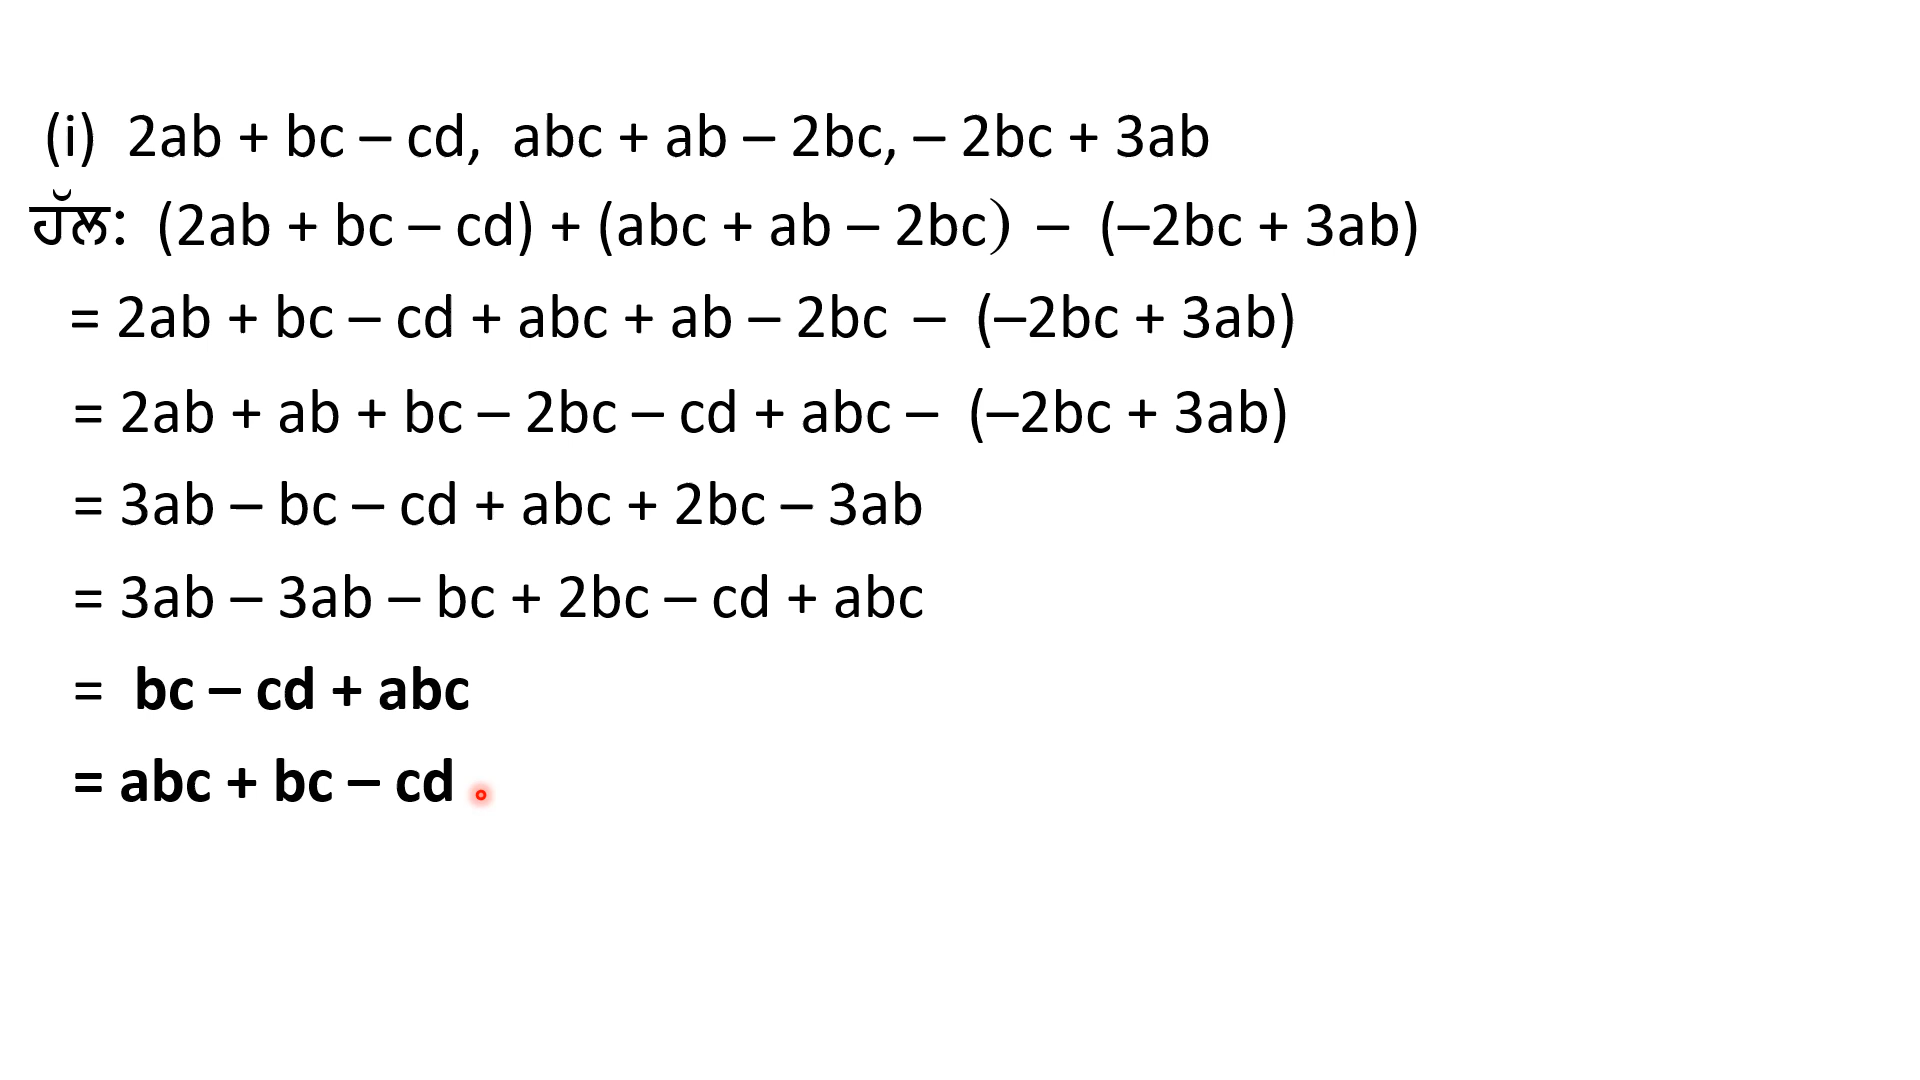 (i) 2ab + bc – cd, abc + ab – 2bc, – 2bc + 3ab
ਹੱਲ: (2ab + bc – cd) + (abc + ab – 2bc) – (–2bc + 3ab)
= 2ab + bc – cd + abc + ab – 2bc – (–2bc + 3ab)
= 2ab + ab + bc – 2bc – cd + abc – (–2bc + 3ab)
= 3ab – bc – cd + abc + 2bc – 3ab
= 3ab – 3ab – bc + 2bc – cd + abc
= bc – cd + abc
= abc + bc – cd